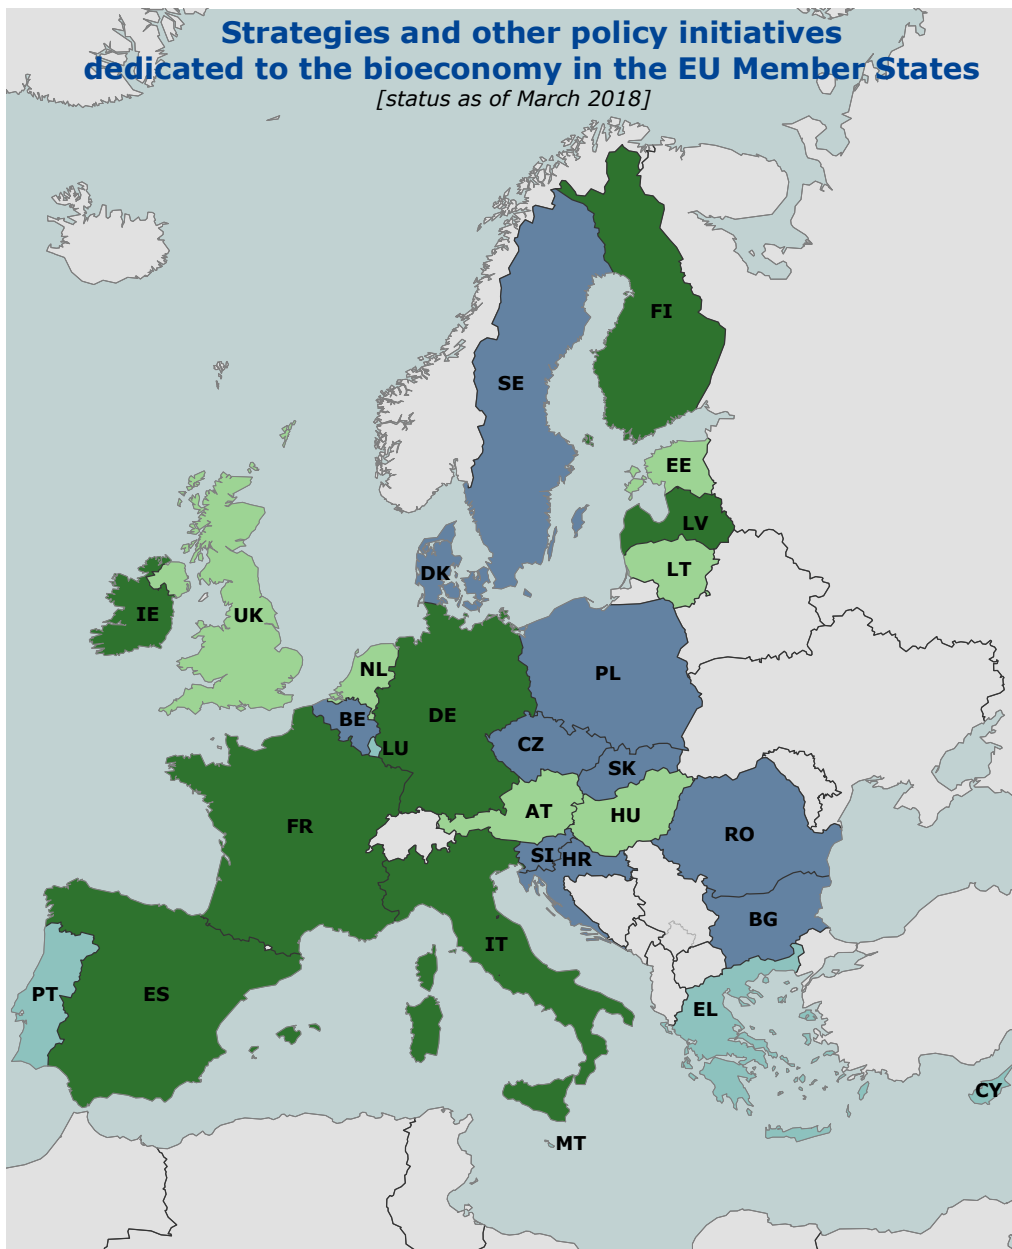 Strategies and other policy initiatives
dedicated to the bioeconomy in the EU Member States
[status as of March 2018]
FI
SE
EE
LV
LT
DK
IE
UK
NL
PL
BE
DE
CZ
LU
SK
AT
HU
FR
RO
SI
HR
BG
IT
PT
ES
EL
CY
MT